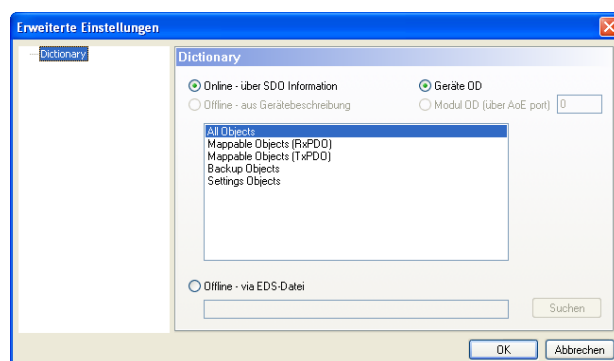 Erweiterte Einstellungen
Dictionary
Dictionary
Online - über SDO Information
Geräte OD
Offline - aus Gerätebeschreibung
Modul OD (über AoE port) 0
All Objects
Mappable Objects (RxPDO)
Mappable Objects (TxPDO)
Backup Objects
Settings Objects
Offline - via EDS-Datei
Suchen
OK
Abbrechen